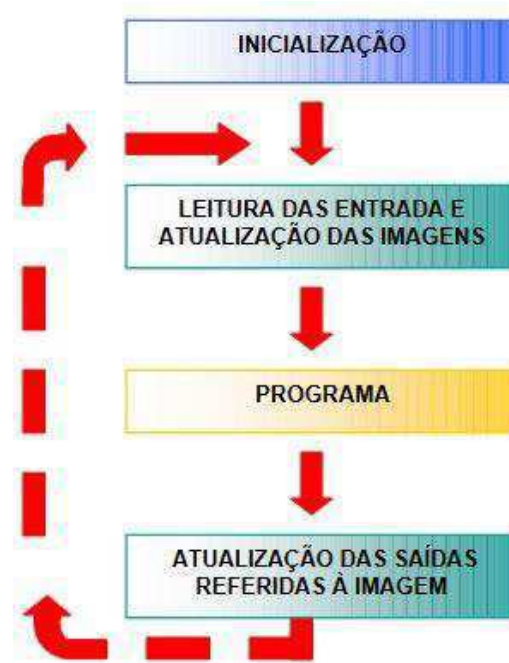 INICIALIZAÇÃO
LEITURA DAS ENTRADA E
ATUALIZAÇÃO DAS IMAGENS
PROGRAMA
ATUALIZAÇÃO DAS SAÍDAS
REFERIDAS À IMAGEM